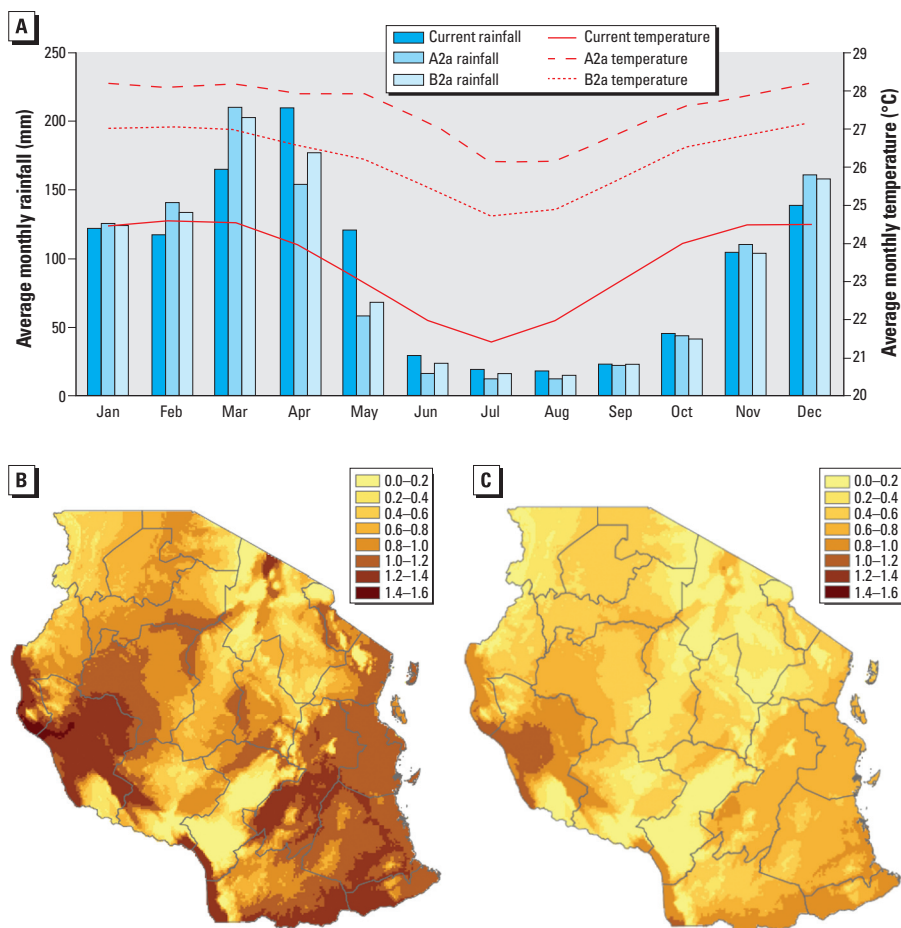 A
Current rainfall
A2a rainfall
B2a rainfall
Current temperature
A2a temperature
B2a temperature
Average monthly rainfall (mm)
250
200
150
100
50
0
Average monthly temperature (°C)
29
28
27
26
25
24
23
22
21
20
Jan Feb Mar Apr May Jun Jul Aug Sep Oct Nov Dec
B
0.0–0.2
0.2–0.4
0.4–0.6
0.6–0.8
0.8–1.0
1.0–1.2
1.2–1.4
1.4–1.6
C
0.0–0.2
0.2–0.4
0.4–0.6
0.6–0.8
0.8–1.0
1.0–1.2
1.2–1.4
1.4–1.6